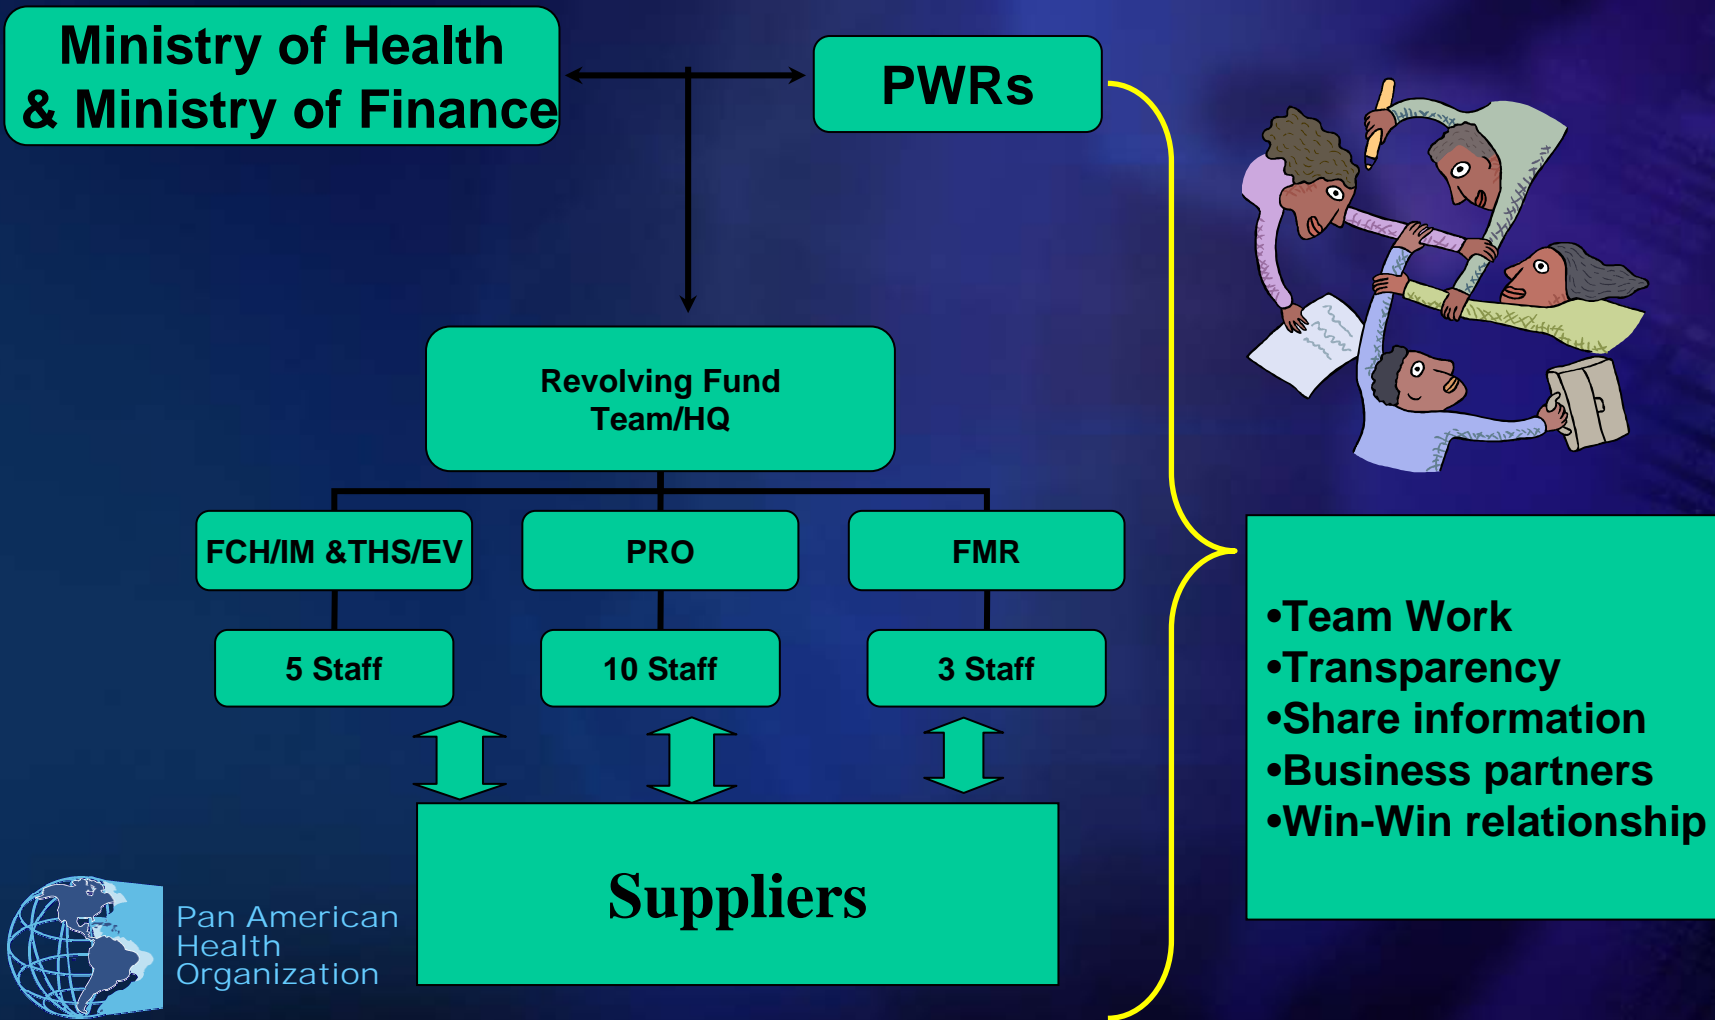 Ministry of Health
& Ministry of Finance
PWRs
Revolving Fund
Team/HQ
FCH/IM &THS/EV
PRO
FMR
5 Staff
10 Staff
3 Staff
Suppliers
•Team Work
•Transparency
•Share information
•Business partners
•Win-Win relationship
Pan American
Health
Organization